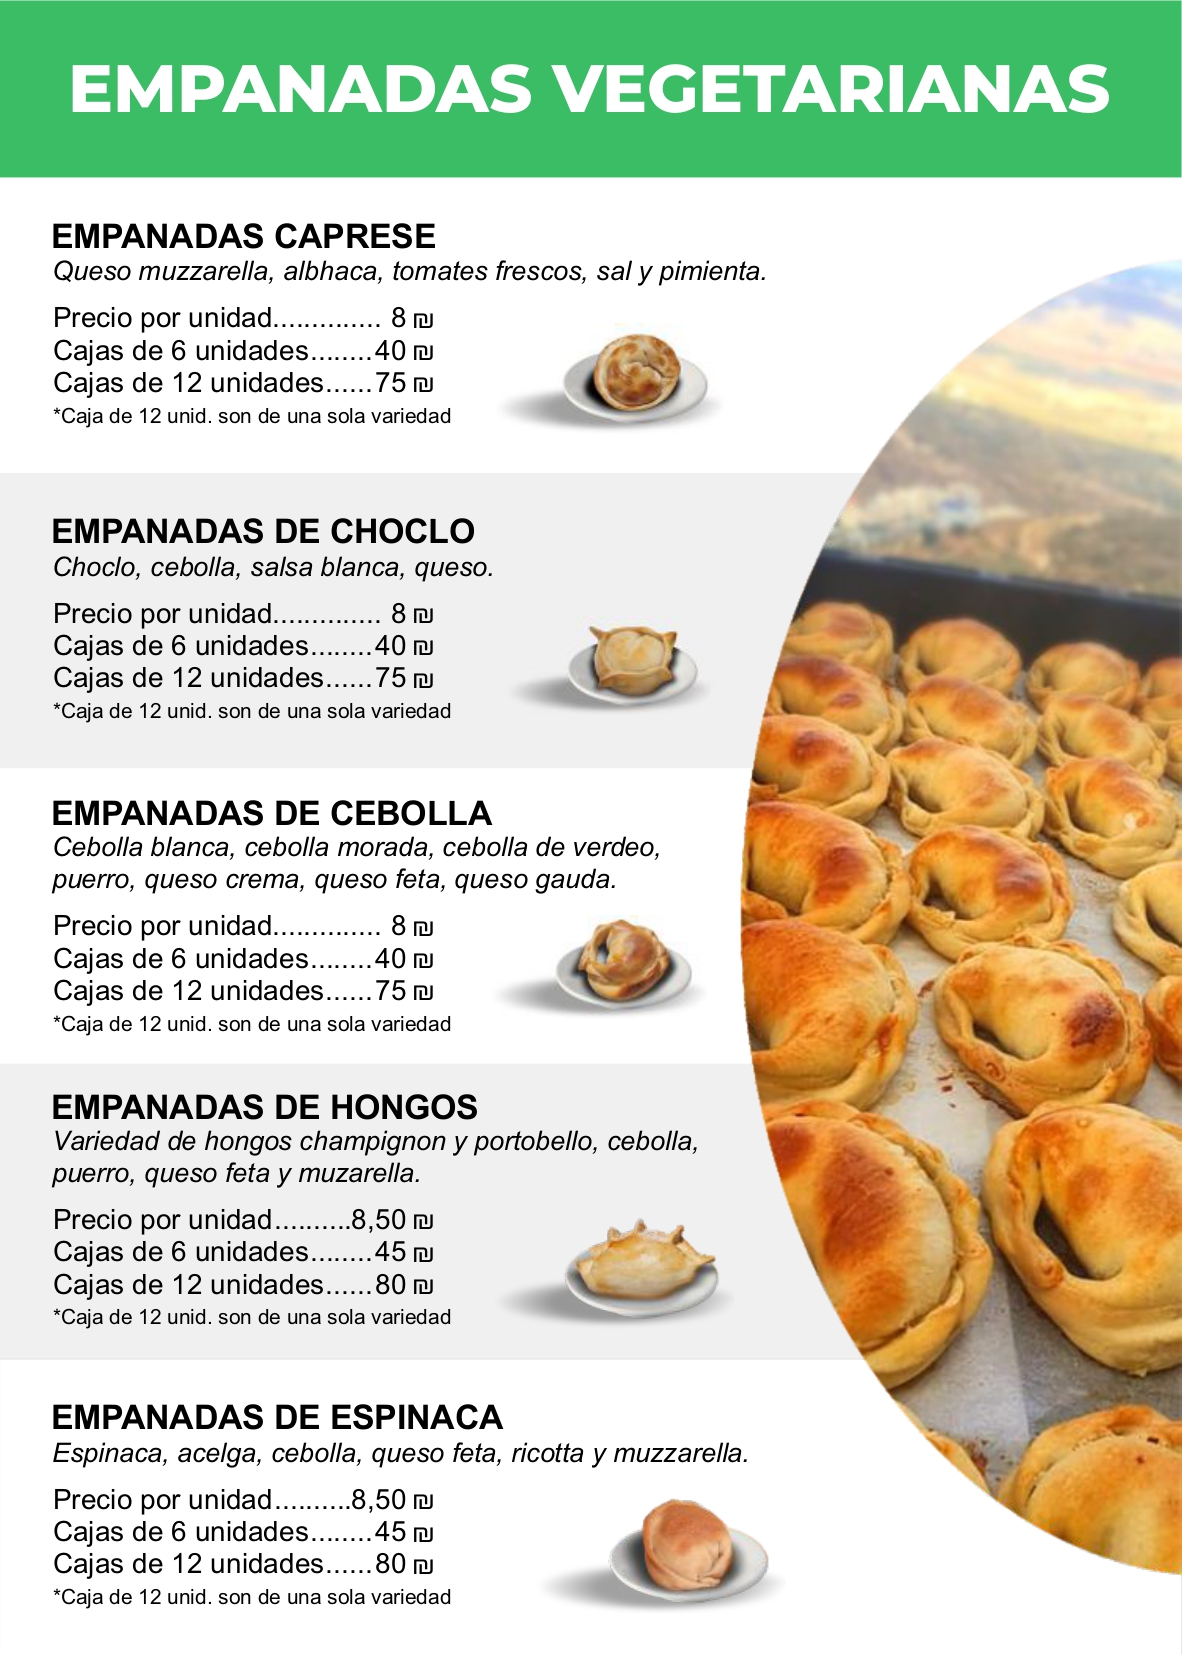 EMPANADAS VEGETARIANAS
EMPANADAS CAPRESE
Queso muzzarella, albhaca, tomates frescos, sal y pimienta.
Precio por unidad.............. 8 ₪
Cajas de 6 unidades........40 ₪
Cajas de 12 unidades......75 ₪
*Caja de 12 unid. son de una sola variedad
EMPANADAS DE CHOCLO
Choclo, cebolla, salsa blanca, queso.
Precio por unidad.............. 8 ₪
Cajas de 6 unidades........40 ₪
Cajas de 12 unidades......75 ₪
*Caja de 12 unid. son de una sola variedad
EMPANADAS DE CEBOLLA
Cebolla blanca, cebolla morada, cebolla de verdeo,
puerro, queso crema, queso feta, queso gauda.
Precio por unidad.............. 8 ₪
Cajas de 6 unidades........40 ₪
Cajas de 12 unidades......75 ₪
*Caja de 12 unid. son de una sola variedad
EMPANADAS DE HONGOS
Variedad de hongos champignon y portobello, cebolla,
puerro, queso feta y muzarella.
Precio por unidad..........8,50 ₪
Cajas de 6 unidades........45 ₪
Cajas de 12 unidades......80 ₪
*Caja de 12 unid. son de una sola variedad
EMPANADAS DE ESPINACA
Espinaca, acelga, cebolla, queso feta, ricotta y muzzarella.
Precio por unidad..........8,50 ₪
Cajas de 6 unidades........45 ₪
Cajas de 12 unidades......80 ₪
*Caja de 12 unid. son de una sola variedad